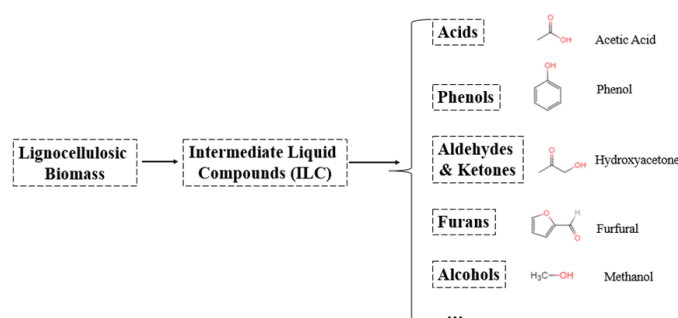 Acids
O
OH
Acetic Acid
OH
Phenols
Phenol
Lignocellulosic
Biomass
Intermediate Liquid
Compounds (ILC)
Aldehydes
& Ketones
O
OH
Hydroxyacetone
Furans
O
H
O
Furfural
Alcohols
H₃C—OH
Methanol
...